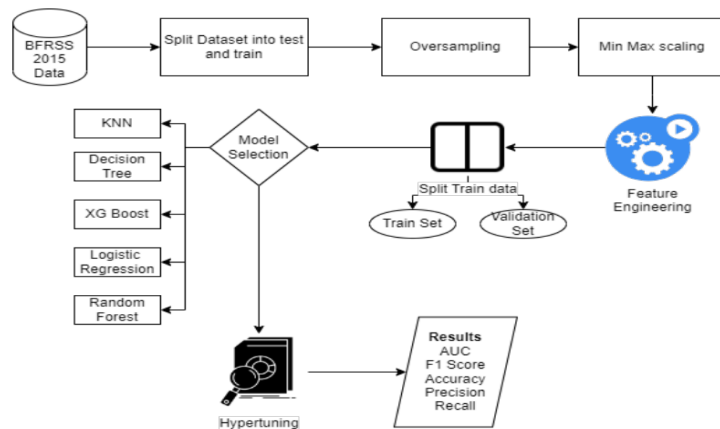 BFRSS
2015
Data
Split Dataset into test
and train
Oversampling
Min Max scaling
Feature
Engineering
Split Train data
Train Set
Validation
Set
Model
Selection
KNN
Decision
Tree
XG Boost
Logistic
Regression
Random
Forest
Hypertuning
Results
AUC
F1 Score
Accuracy
Precision
Recall